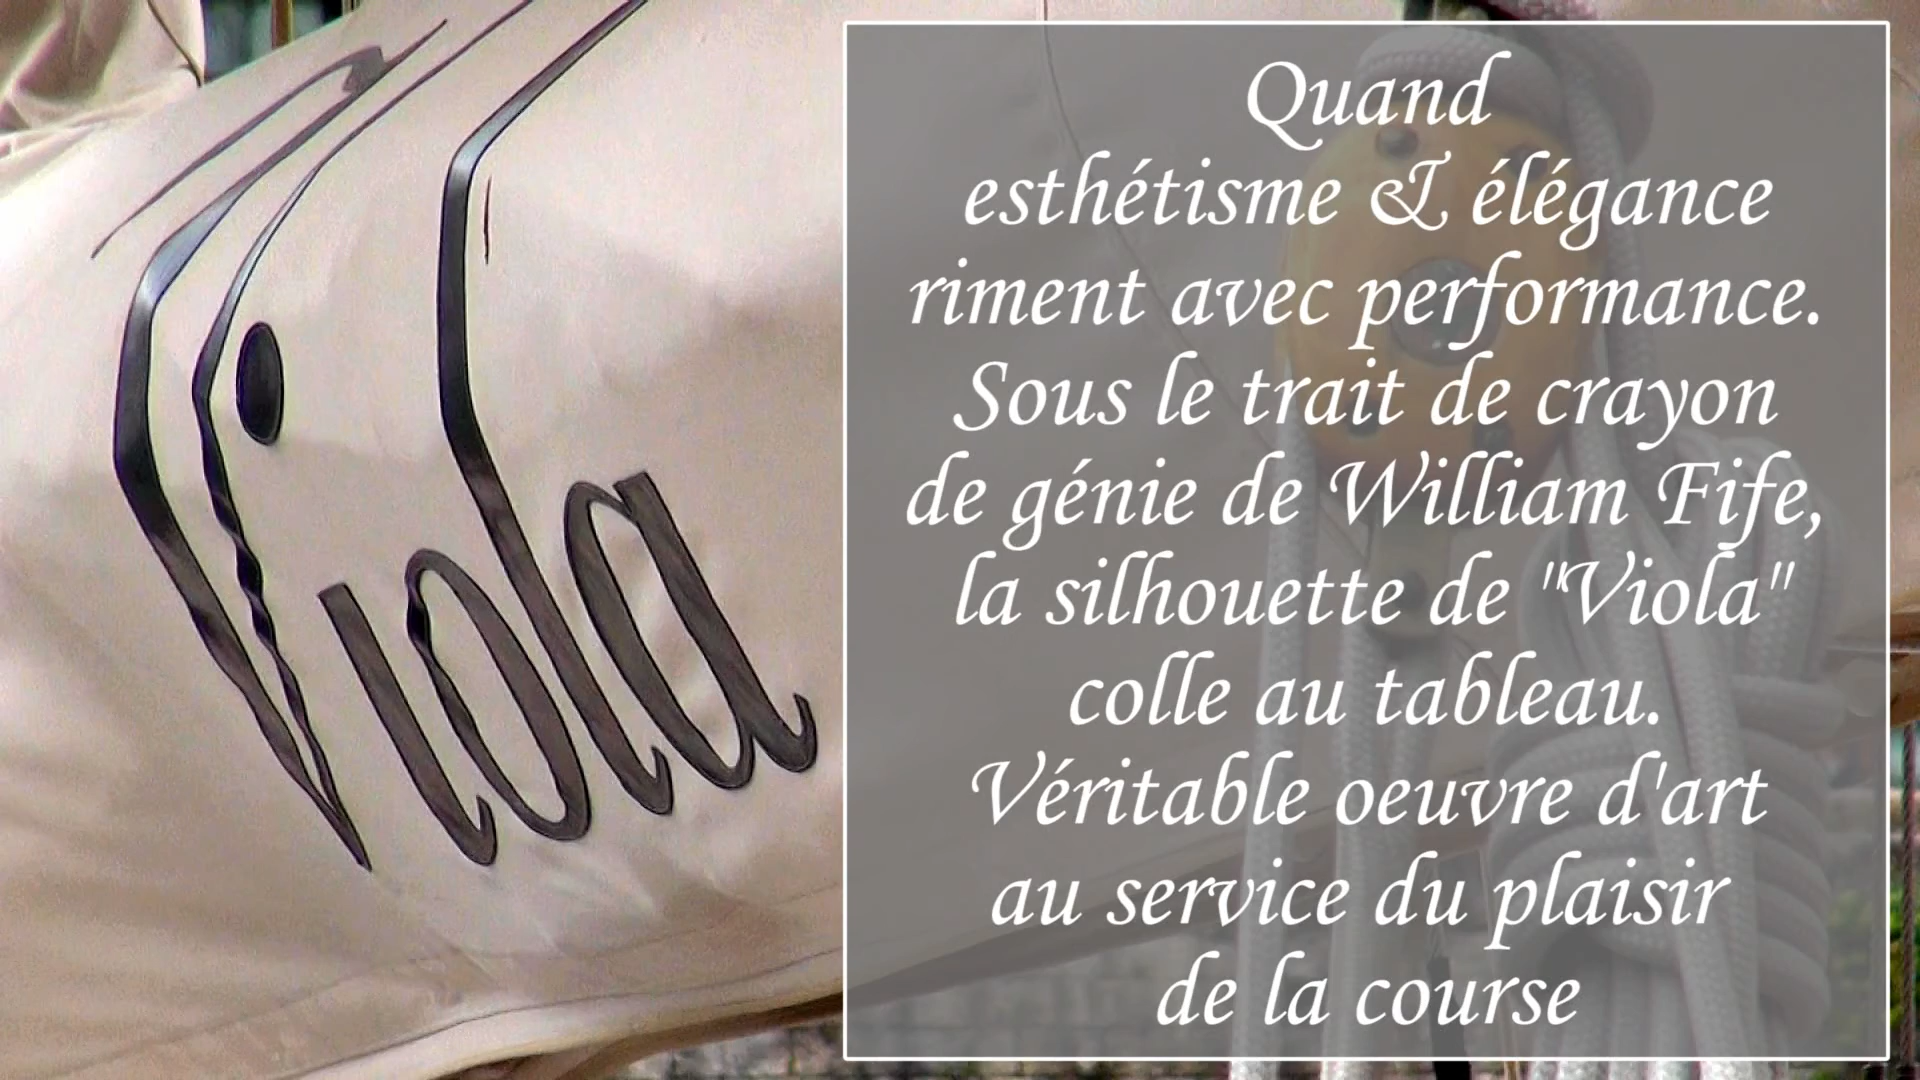 Viola
Quand
esthétisme & élégance
riment avec performance.
Sous le trait de crayon
de génie de William Fife,
la silhouette de "Viola"
colle au tableau.
Véritable oeuvre d'art
au service du plaisir
de la course